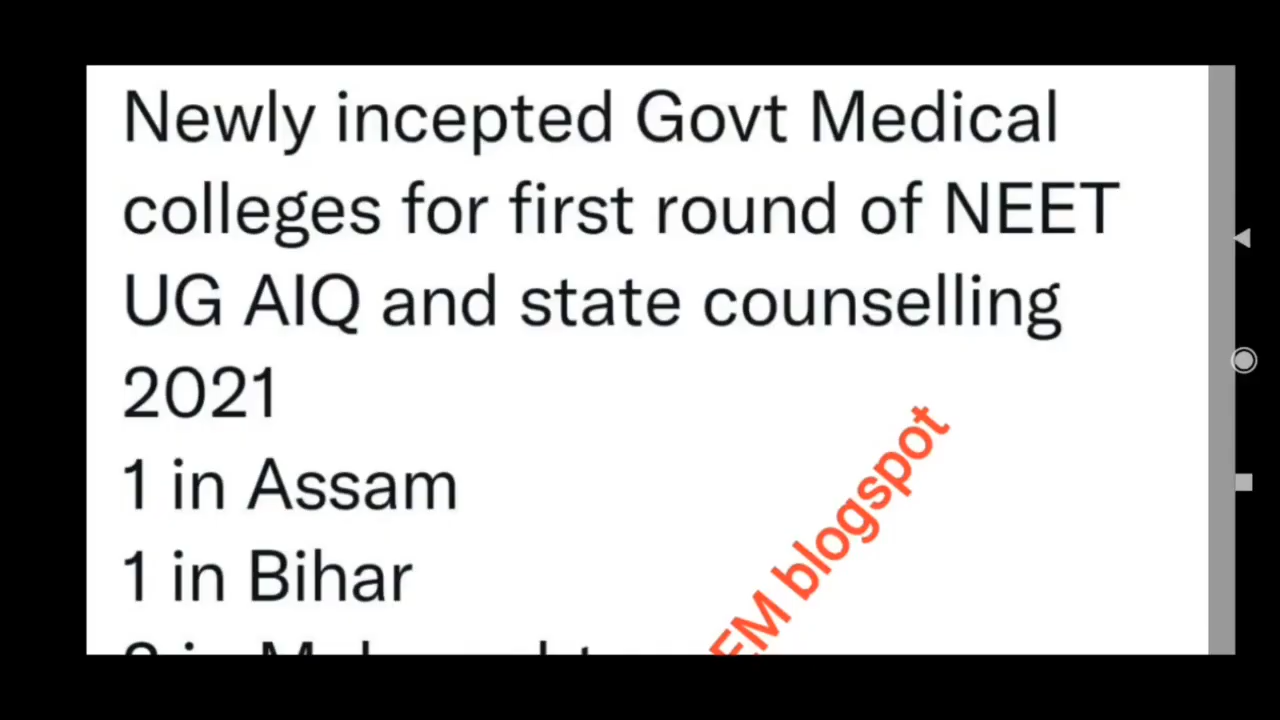 Newly incepted Govt Medical
colleges for first round of NEET
UG AIQ and state counselling
2021
1 in Assam
1 in Bihar
in
EM blogspot